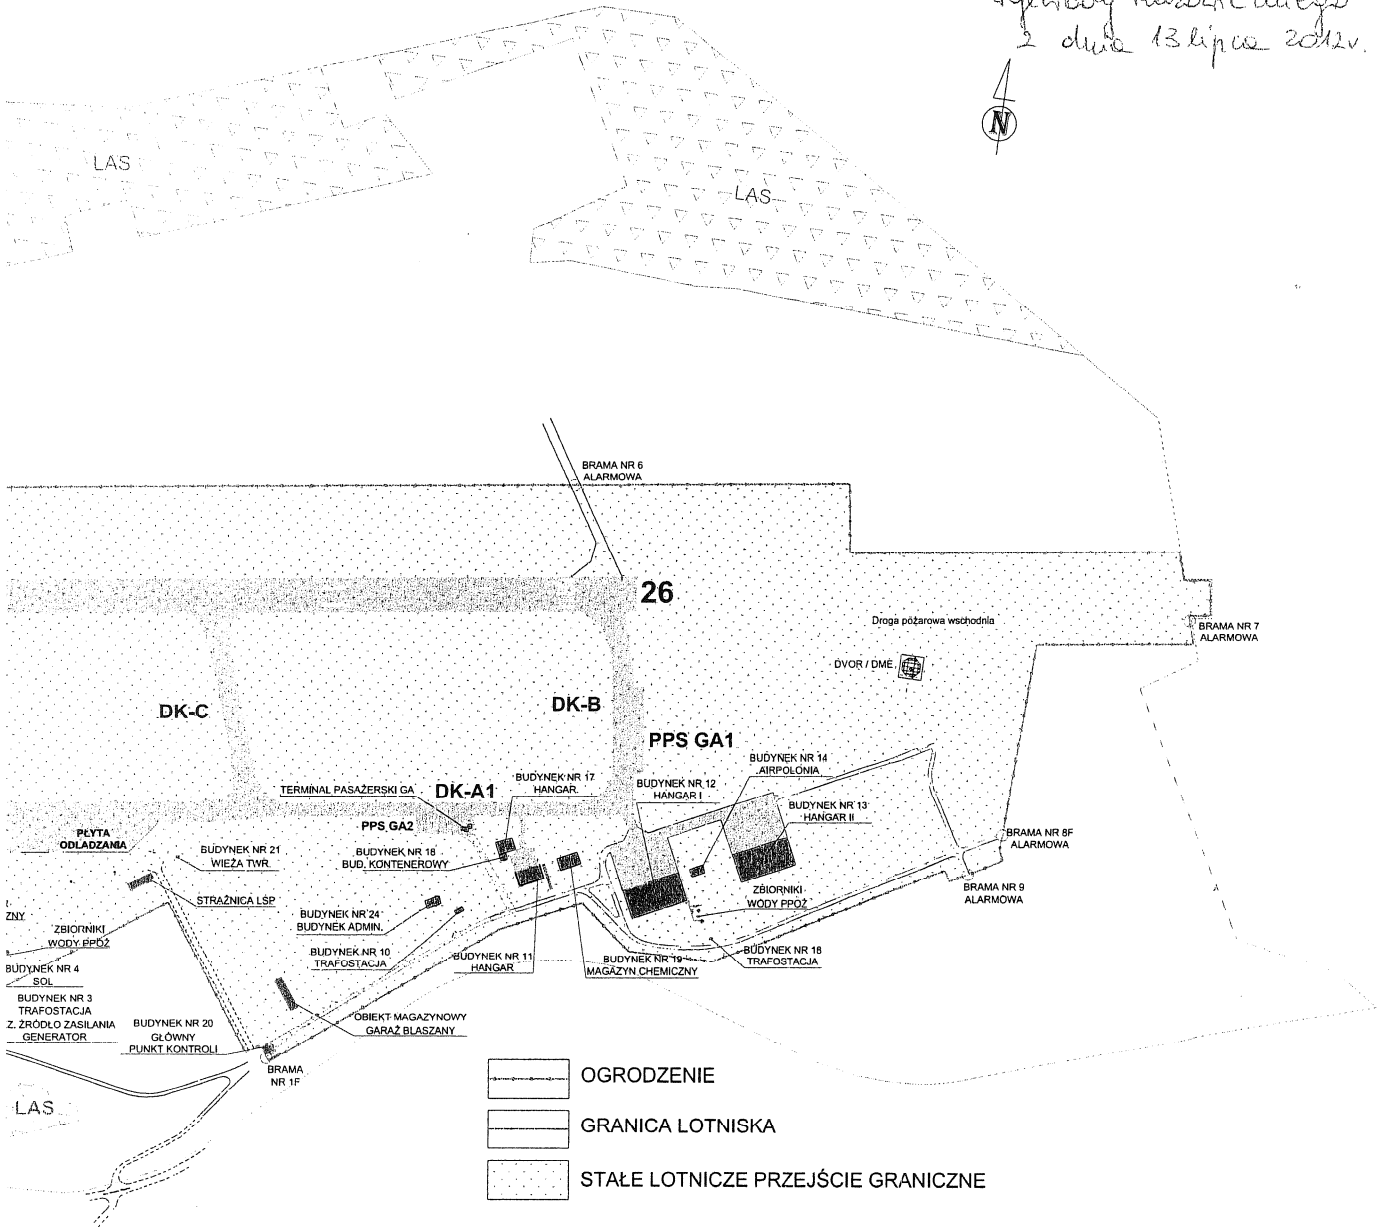 z dnia 13 lipca 2012r.
N
LAS
LAS
BRAMA NR 6
ALARMOWA
26
Droga pożarowa wschodnia
BRAMA NR 7
ALARMOWA
DVOR / DME
DK-C
DK-B
PPS GA1
BUDYNEK NR 14
AIRPOLONIA
BUDYNEK NR 17
HANGAR
BUDYNEK NR 12
HANGAR I
TERMINAL PASAŻERSKI GA
DK-A1
BUDYNEK NR 13
HANGAR II
PPS GA2
PŁYTA
ODLADZANIA
BRAMA NR 8F
ALARMOWA
BUDYNEK NR 21
WIEŻA TWR.
BUDYNEK NR 18
BUD. KONTENEROWY
BRAMA NR 9
ALARMOWA
ZBIORNIKI
WODY PPOŻ
STRAŻNICA LSP
ZNY
BUDYNEK NR 24
BUDYNEK ADMIN.
ZBIORNIKI
WODY PPOŻ
BUDYNEK NR 10
TRAFOSTACJA
BUDYNEK NR 11
HANGAR
BUDYNEK NR 19
MAGAZYN CHEMICZNY
BUDYNEK NR 16
TRAFOSTACJA
BUDYNEK NR 4
SOL
BUDYNEK NR 3
TRAFOSTACJA
Z. ŹRÓDŁO ZASILANIA
GENERATOR
BUDYNEK NR 20
GŁÓWNY
PUNKT KONTROLI
OBIEKT MAGAZYNOWY
GARAŻ BLASZANY
BRAMA
NR 1F
LAS
OGRODZENIE
GRANICA LOTNISKA
STAŁE LOTNICZE PRZEJŚCIE GRANICZNE